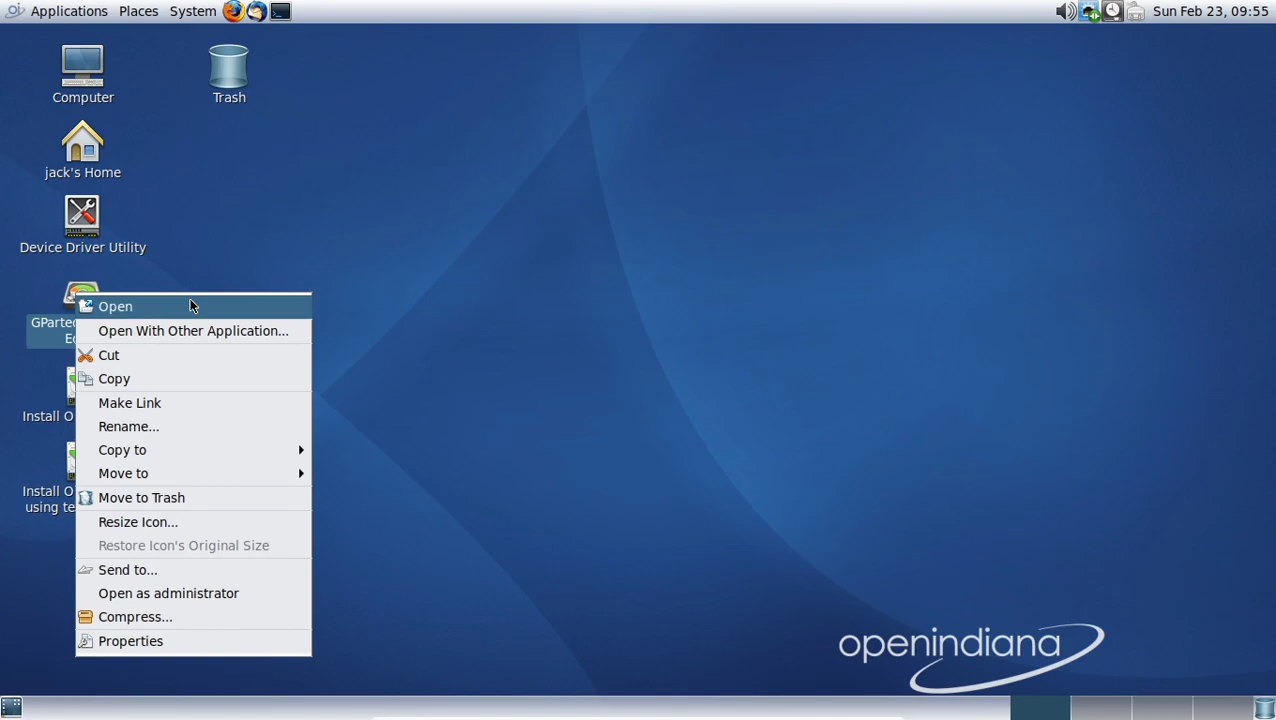 Applications Places System Sun Feb 23, 09:55
Computer
Trash
jack's Home
Device Driver Utility
GParted
Open
Open With Other Application...
Cut
Copy
Make Link
Rename...
Copy to
Move to
Move to Trash
Resize Icon...
Restore Icon's Original Size
Send to...
Open as administrator
Compress...
Properties
Install O
Install O
using te
openindiana